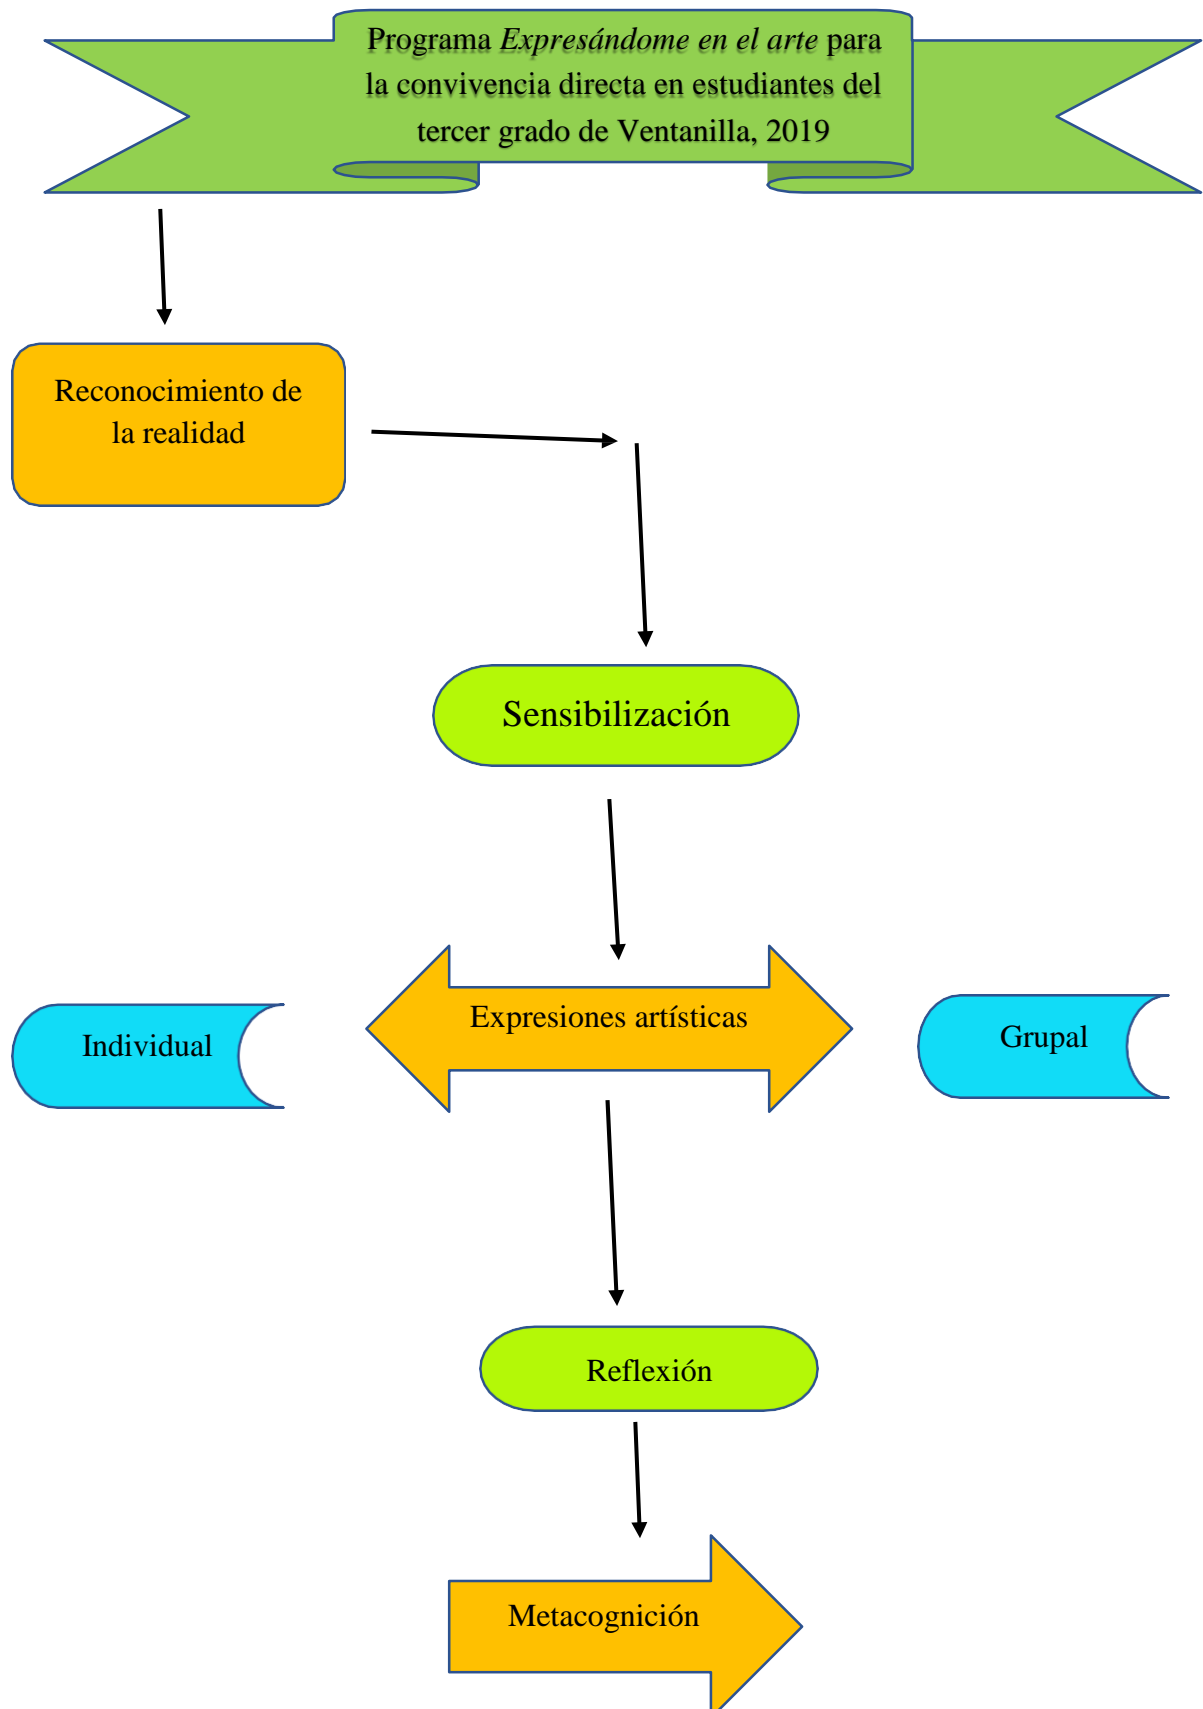 Programa Expresándome en el arte para
la convivencia directa en estudiantes del
tercer grado de Ventanilla, 2019
Reconocimiento de
la realidad
Sensibilización
Expresiones artísticas
Individual
Grupal
Reflexión
Metacognición